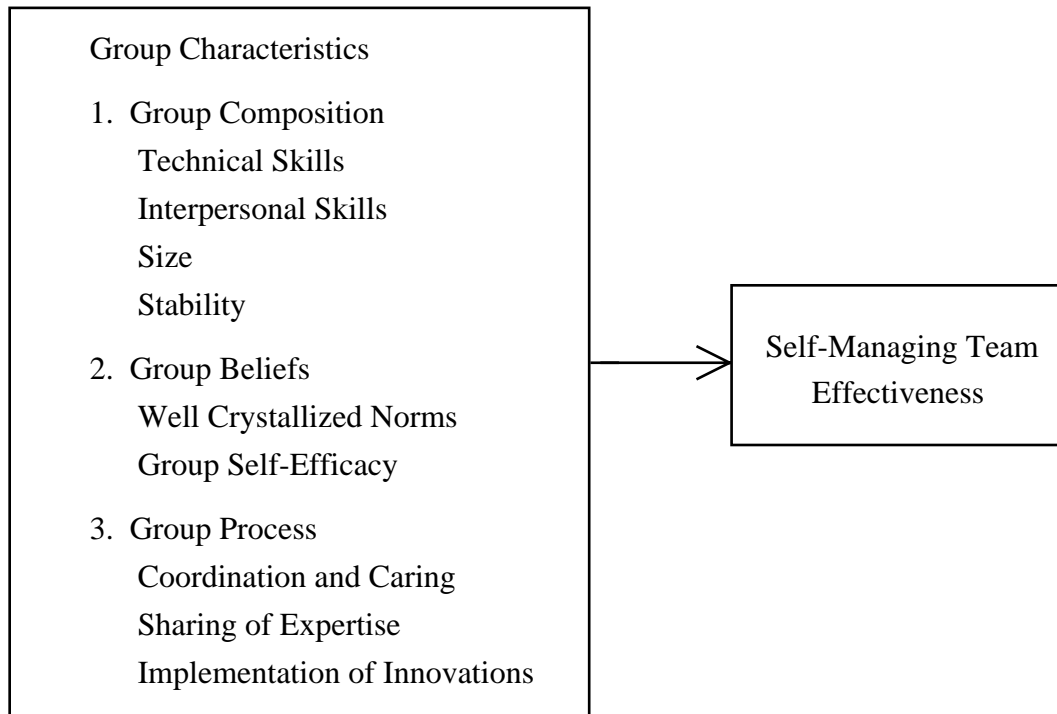 Group Characteristics
1. Group Composition
Technical Skills
Interpersonal Skills
Size
Stability
2. Group Beliefs
Well Crystallized Norms
Group Self-Efficacy
3. Group Process
Coordination and Caring
Sharing of Expertise
Implementation of Innovations
Self-Managing Team
Effectiveness